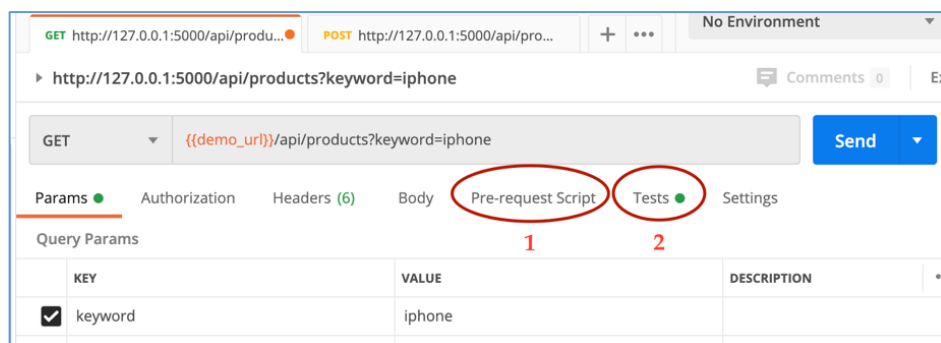 GET http://127.0.0.1:5000/api/produ... POST http://127.0.0.1:5000/api/pro... + ••• No Environment
http://127.0.0.1:5000/api/products?keyword=iphone Comments 0
GET {{demo_url}}/api/products?keyword=iphone Send
Params Authorization Headers (6) Body Pre-request Script Tests Settings
1 2
Query Params
KEY VALUE DESCRIPTION
keyword iphone